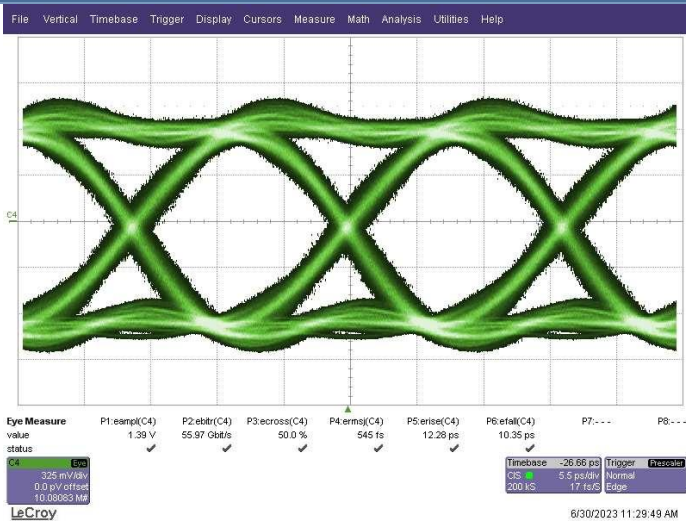 File Vertical Timebase Trigger Display Cursors Measure Math Analysis Utilities Help
C4
Eye Measure P1:eampl(C4) P2:ebitr(C4) P3:ecross(C4) P4:ermsj(C4) P5:erise(C4) P6:efall(C4) P7:--- P8:---
value 1.39 V 55.97 Gbit/s 50.0 % 545 fs 12.28 ps 10.35 ps
status
C4 Eye
325 mV/div
0.0 pV offset
10.08083 M#
Timebase -26.66 ps
CIS 5.5 ps/div
200 kS 17 fs/S
Trigger Prescaler
Normal
Edge
LeCroy
6/30/2023 11:29:49 AM